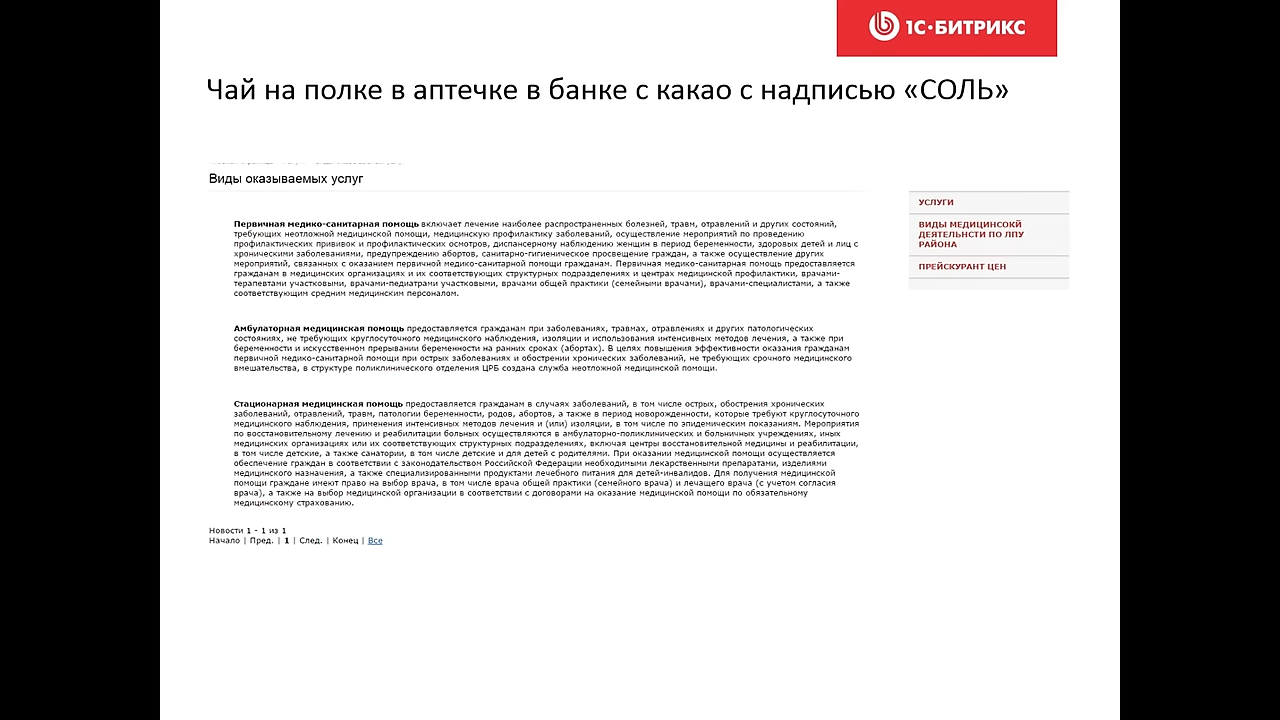 1С·БИТРИКС
Чай на полке в аптечке в банке с какао с надписью «СОЛЬ»
Виды оказываемых услуг
Первичная медико-санитарная помощь включает лечение наиболее распространенных болезней, травм, отравлений и других состояний,
требующих неотложной медицинской помощи, медицинскую профилактику заболеваний, осуществление мероприятий по проведению
профилактических прививок и профилактических осмотров, диспансерному наблюдению женщин в период беременности, здоровых детей и лиц с
хроническими заболеваниями, предупреждению абортов, санитарно-гигиеническое просвещение граждан, а также осуществление других
мероприятий, связанных с оказанием первичной медико-санитарной помощи гражданам. Первичная медико-санитарная помощь предоставляется
гражданам в медицинских организациях и их соответствующих структурных подразделениях и центрах медицинской профилактики, врачами-
терапевтами участковыми, врачами-педиатрами участковыми, врачами общей практики (семейными врачами), врачами-специалистами, а также
соответствующим средним медицинским персоналом.
Амбулаторная медицинская помощь предоставляется гражданам при заболеваниях, травмах, отравлениях и других патологических
состояниях, не требующих круглосуточного медицинского наблюдения, изоляции и использования интенсивных методов лечения, а также при
беременности и искусственном прерывании беременности на ранних сроках (абортах). В целях повышения эффективности оказания гражданам
первичной медико-санитарной помощи при острых заболеваниях и обострении хронических заболеваний, не требующих срочного медицинского
вмешательства, в структуре поликлинического отделения ЦРБ создана служба неотложной медицинской помощи.
Стационарная медицинская помощь предоставляется гражданам в случаях заболеваний, в том числе острых, обострения хронических
заболеваний, отравлений, травм, патологии беременности, родов, абортов, а также в период новорожденности, которые требуют круглосуточного
медицинского наблюдения, применения интенсивных методов лечения и (или) изоляции, в том числе по эпидемическим показаниям. Мероприятия
по восстановительному лечению и реабилитации больных осуществляются в амбулаторно-поликлинических и больничных учреждениях, иных
медицинских организациях или их соответствующих структурных подразделениях, включая центры восстановительной медицины и реабилитации,
в том числе детские, а также санатории, в том числе детские и для детей с родителями. При оказании медицинской помощи осуществляется
обеспечение граждан в соответствии с законодательством Российской Федерации необходимыми лекарственными препаратами, изделиями
медицинского назначения, а также специализированными продуктами лечебного питания для детей-инвалидов. Для получения медицинской
помощи граждане имеют право на выбор врача, в том числе врача общей практики (семейного врача) и лечащего врача (с учетом согласия
врача), а также на выбор медицинской организации в соответствии с договорами на оказание медицинской помощи по обязательному
медицинскому страхованию.
Новости 1 - 1 из 1
Начало | Пред. | 1 | След. | Конец | Все
УСЛУГИ
ВИДЫ МЕДИЦИНСОКЙ
ДЕЯТЕЛЬНСТИ ПО ЛПУ
РАЙОНА
ПРЕЙСКУРАНТ ЦЕН